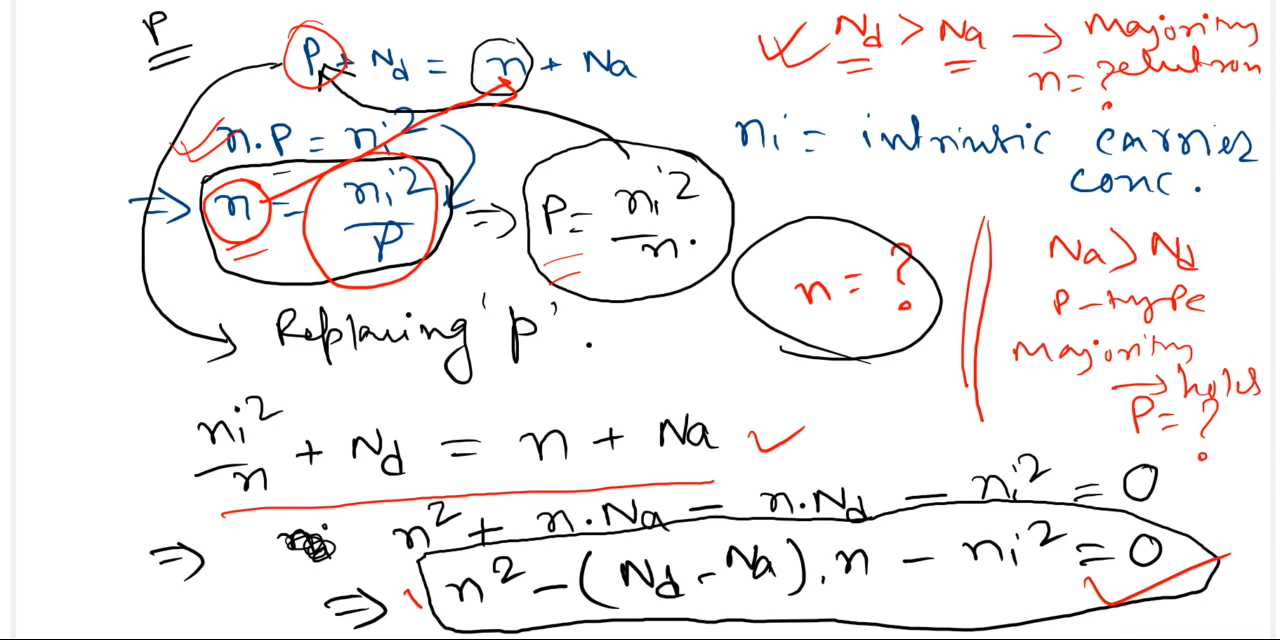 P
P + Nd = n + Na
n.P = ni²
⇒ n = ni²/P ⇒ P = ni²/n.
Replacing 'p'.
ni²/n + Nd = n + Na ✓
⇒ n² + n.Na - n.Nd - ni² = 0
⇒ n² - (Nd - Na).n - ni² = 0
✓ Nd > Na → Majority
n = ?
ni = intrinsic carrier
conc.
n = ?
Na > Nd
P-type
Majority
→ holes
P = ?